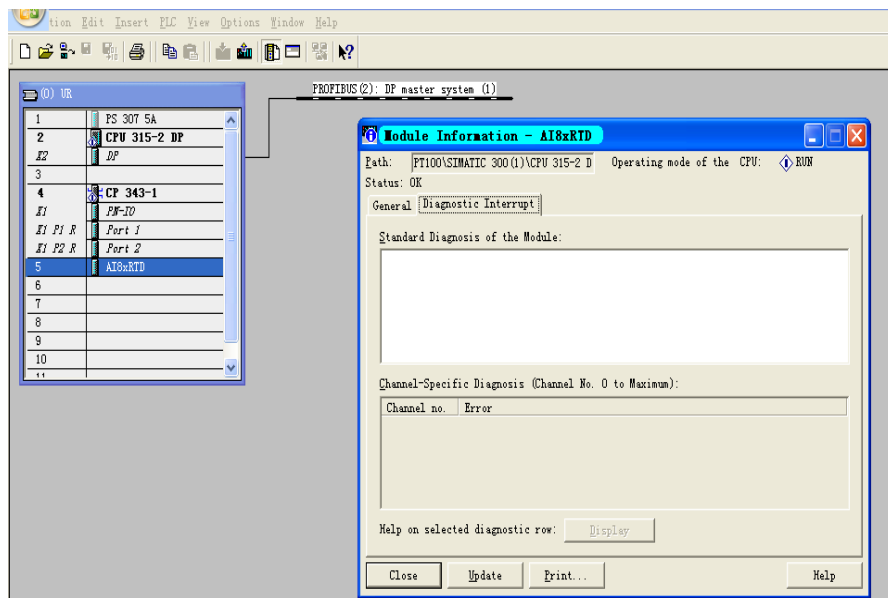 tion Edit Insert PLC View Options Window Help
PROFIBUS(2): DP master system (1)
(0) UR
1 PS 307 5A
2 CPU 315-2 DP
X2 DP
3
4 CP 343-1
X1 PN-IO
X1 P1 R Port 1
X1 P2 R Port 2
5 AI8xRTD
6
7
8
9
10
11
Module Information - AI8xRTD
Path: PT100\SIMATIC 300(1)\CPU 315-2 D Operating mode of the CPU: RUN
Status: OK
General Diagnostic Interrupt
Standard Diagnosis of the Module:
Channel-Specific Diagnosis (Channel No. 0 to Maximum):
Channel no. Error
Help on selected diagnostic row: Display
Close Update Print... Help